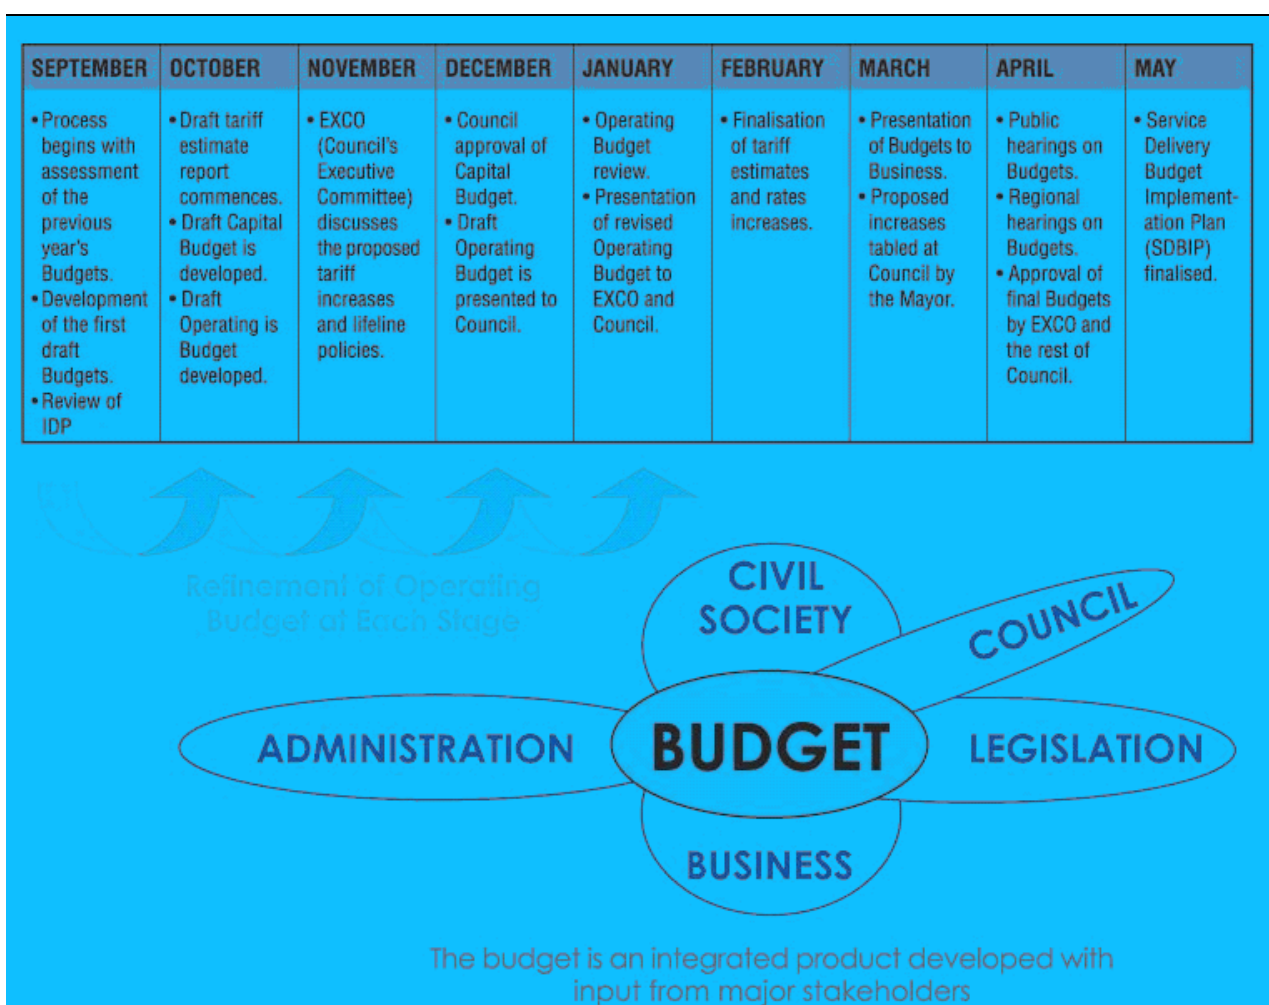 SEPTEMBER
• Process
begins with
assessment
of the
previous
year's
Budgets.
• Development
of the first
draft
Budgets.
• Review of
IDP
OCTOBER
• Draft tariff
estimate
report
commences.
• Draft Capital
Budget is
developed.
• Draft
Operating is
Budget
developed.
NOVEMBER
• EXCO
(Council's
Executive
Committee)
discusses
the proposed
tariff
increases
and lifeline
policies.
DECEMBER
• Council
approval of
Capital
Budget.
• Draft
Operating
Budget is
presented to
Council.
JANUARY
• Operating
Budget
review.
• Presentation
of revised
Operating
Budget to
EXCO and
Council.
FEBRUARY
• Finalisation
of tariff
estimates
and rates
increases.
MARCH
• Presentation
of Budgets to
Business.
• Proposed
increases
tabled at
Council by
the Mayor.
APRIL
• Public
hearings on
Budgets.
• Regional
hearings on
Budgets.
• Approval of
final Budgets
by EXCO and
the rest of
Council.
MAY
• Service
Delivery
Budget
Implement-
ation Plan
(SDBIP)
finalised.
Refinement of Operating
Budget at Each Stage
CIVIL
SOCIETY
COUNCIL
ADMINISTRATION
BUDGET
LEGISLATION
BUSINESS
The budget is an integrated product developed with
input from major stakeholders